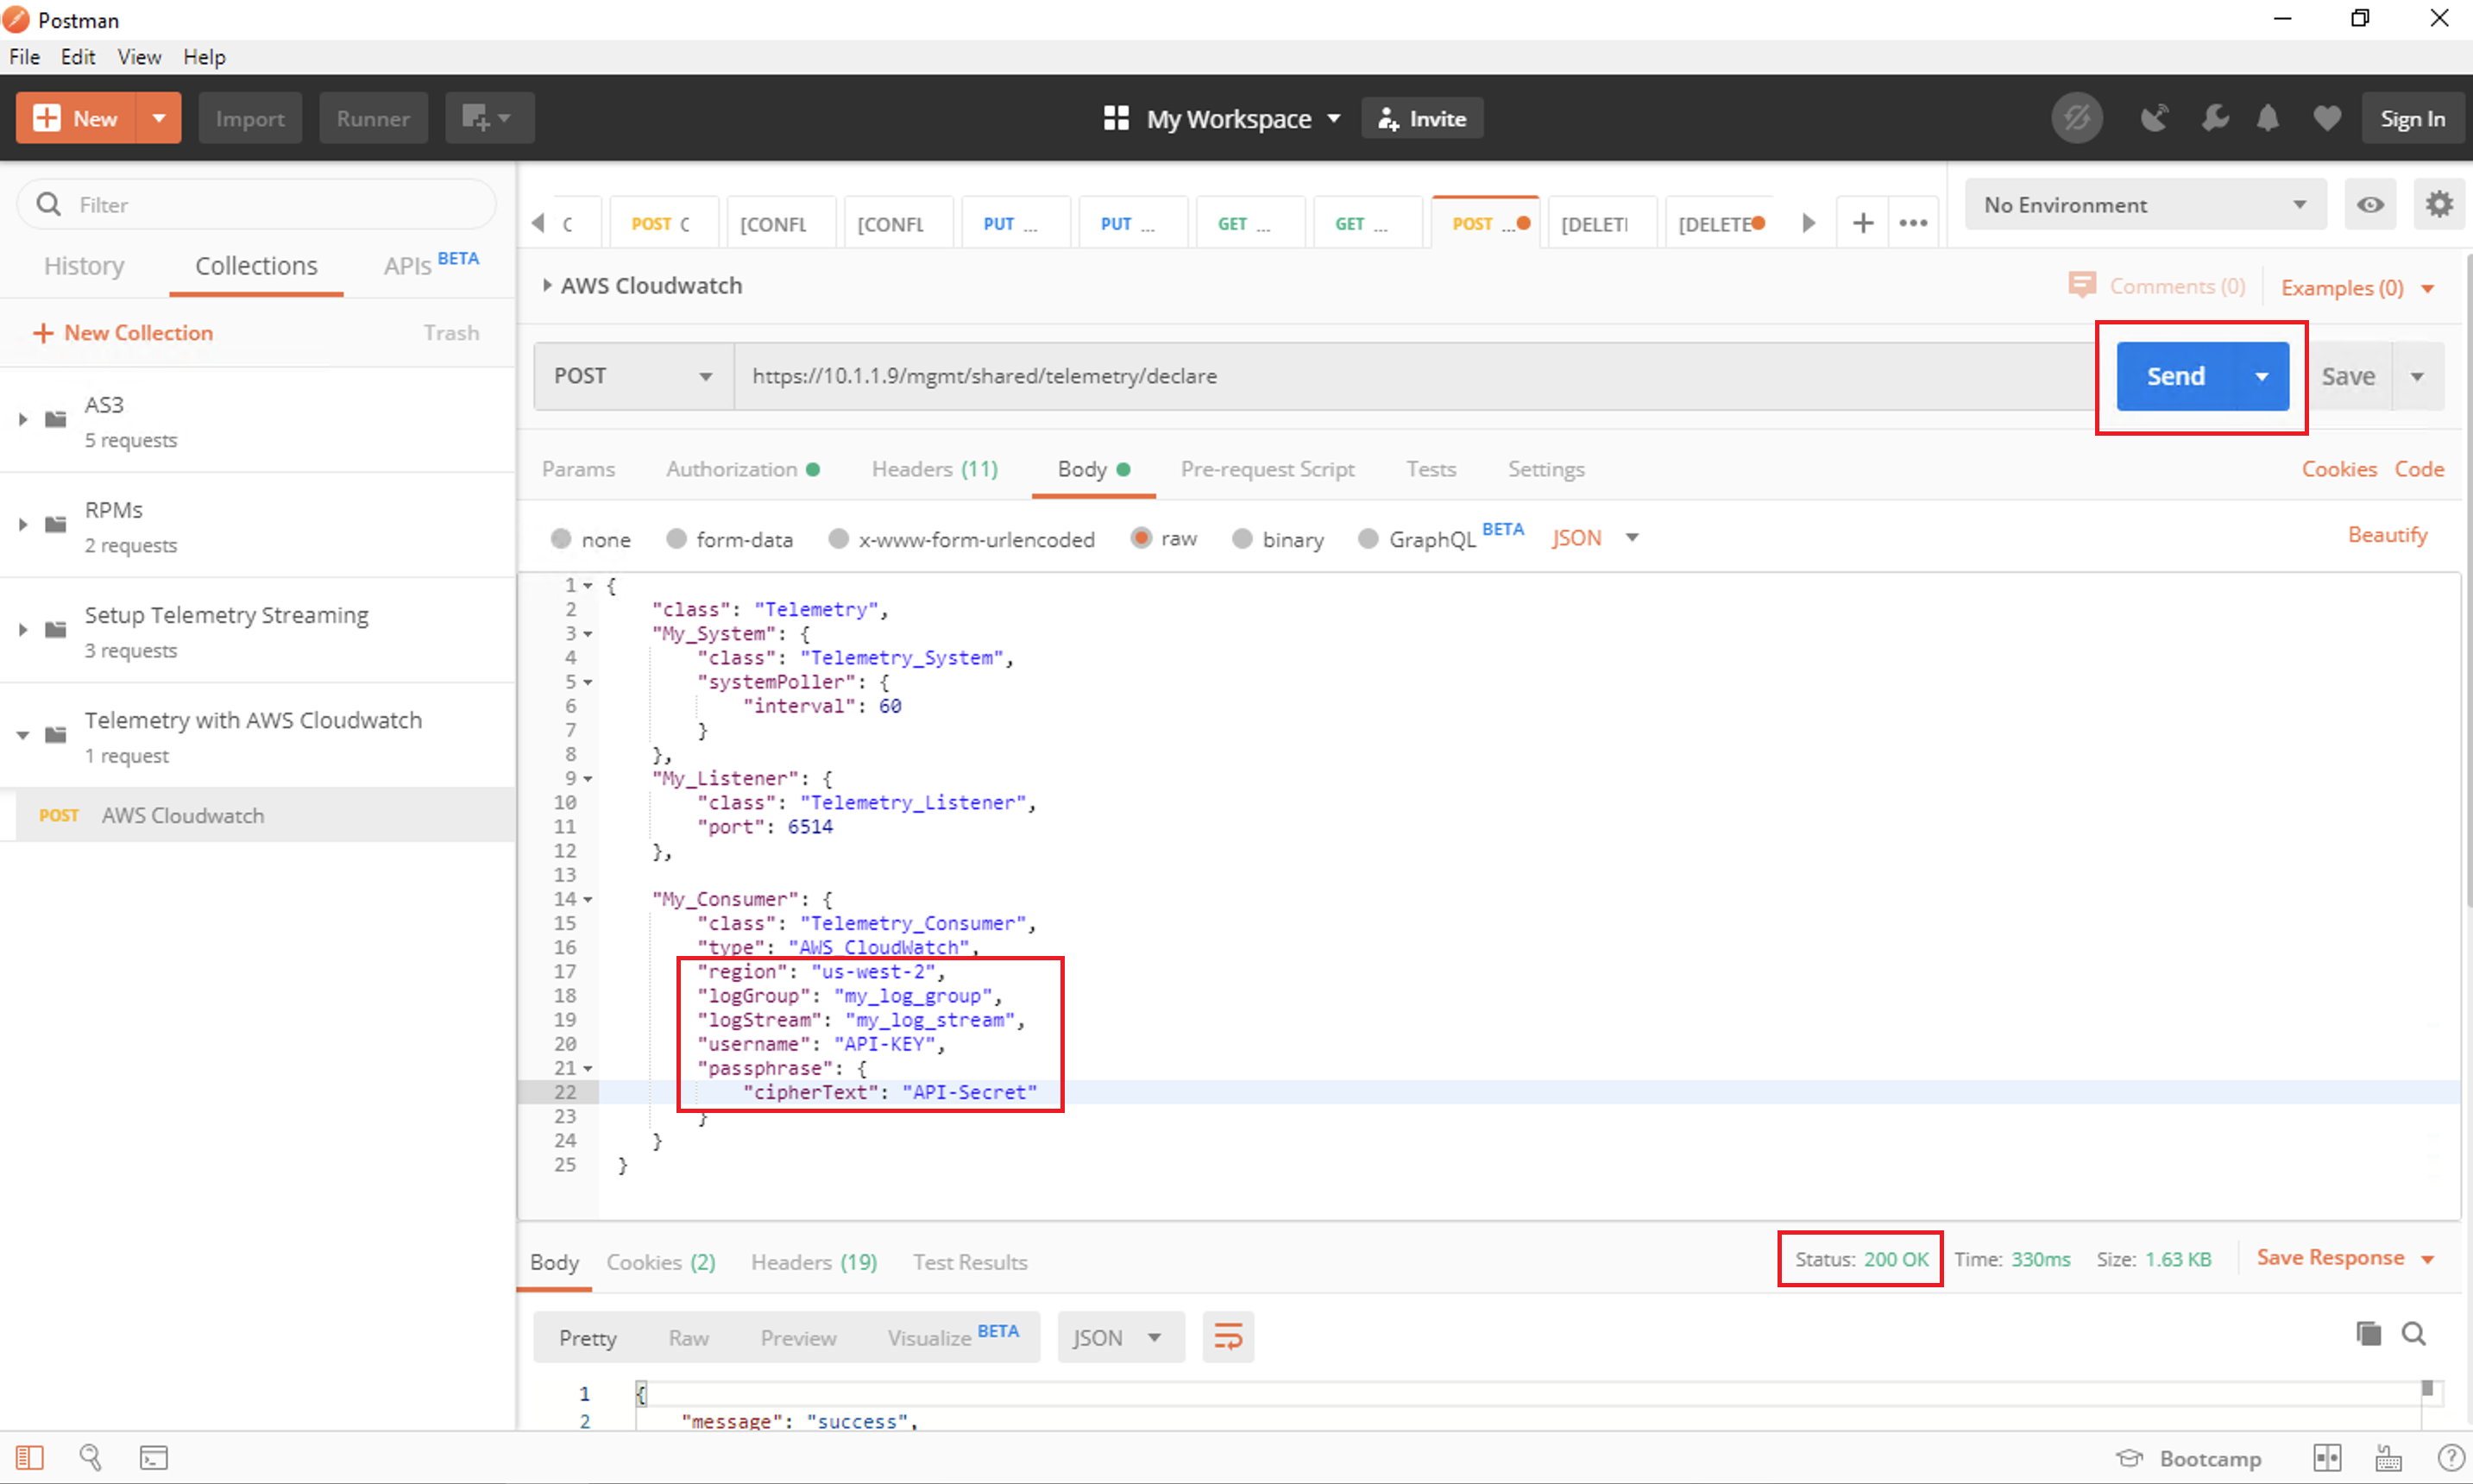 Postman
File Edit View Help
New Import Runner My Workspace Invite Sign In
Filter
C POST C [CONFL [CONFL PUT ... PUT ... GET ... GET ... POST ... [DELETI [DELETE ••• No Environment
History Collections APIs BETA
AWS Cloudwatch Comments (0) Examples (0)
New Collection Trash
POST https://10.1.1.9/mgmt/shared/telemetry/declare Send Save
AS3
5 requests
Params Authorization Headers (11) Body Pre-request Script Tests Settings Cookies Code
RPMs
2 requests
none form-data x-www-form-urlencoded raw binary GraphQL BETA JSON Beautify
Setup Telemetry Streaming
3 requests
Telemetry with AWS Cloudwatch
1 request
POST AWS Cloudwatch
1 {
2 "class": "Telemetry",
3 "My_System": {
4 "class": "Telemetry_System",
5 "systemPoller": {
6 "interval": 60
7 }
8 },
9 "My_Listener": {
10 "class": "Telemetry_Listener",
11 "port": 6514
12 },
13
14 "My_Consumer": {
15 "class": "Telemetry_Consumer",
16 "type": "AWS_CloudWatch",
17 "region": "us-west-2",
18 "logGroup": "my_log_group",
19 "logStream": "my_log_stream",
20 "username": "API-KEY",
21 "passphrase": {
22 "cipherText": "API-Secret"
23 }
24 }
25 }
Body Cookies (2) Headers (19) Test Results Status: 200 OK Time: 330ms Size: 1.63 KB Save Response
Pretty Raw Preview Visualize BETA JSON
1 {
2 "message": "success",
Bootcamp